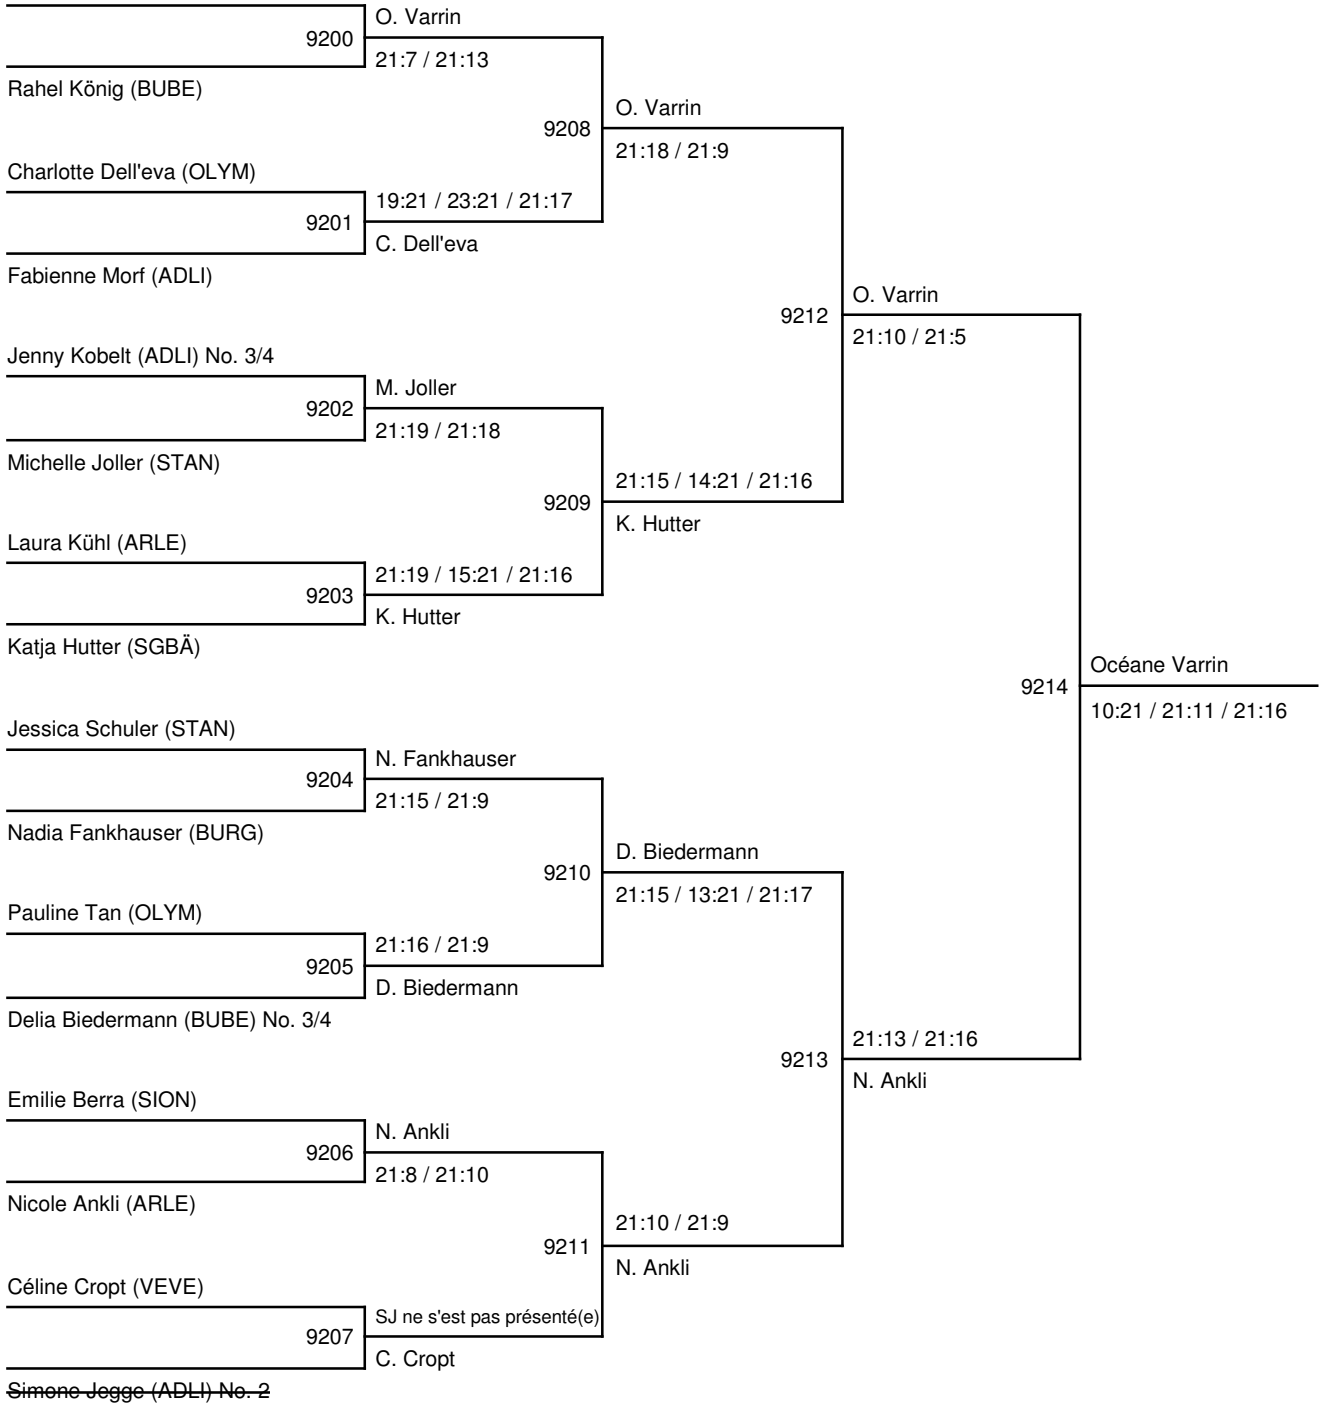 O. Varrin
9200
21:7 / 21:13
Rahel König (BUBE)
O. Varrin
9208
21:18 / 21:9
Charlotte Dell'eva (OLYM)
19:21 / 23:21 / 21:17
9201
C. Dell'eva
Fabienne Morf (ADLI)
O. Varrin
9212
21:10 / 21:5
Jenny Kobelt (ADLI) No. 3/4
M. Joller
9202
21:19 / 21:18
Michelle Joller (STAN)
21:15 / 14:21 / 21:16
9209
K. Hutter
Laura Kühl (ARLE)
21:19 / 15:21 / 21:16
9203
K. Hutter
Katja Hutter (SGBÄ)
Océane Varrin
9214
10:21 / 21:11 / 21:16
Jessica Schuler (STAN)
N. Fankhauser
9204
21:15 / 21:9
Nadia Fankhauser (BURG)
D. Biedermann
9210
21:15 / 13:21 / 21:17
Pauline Tan (OLYM)
21:16 / 21:9
9205
D. Biedermann
Delia Biedermann (BUBE) No. 3/4
21:13 / 21:16
9213
N. Ankli
Emilie Berra (SION)
N. Ankli
9206
21:8 / 21:10
Nicole Ankli (ARLE)
21:10 / 21:9
9211
N. Ankli
Céline Cropt (VEVE)
SJ ne s'est pas présenté(e)
9207
C. Cropt
Simone Jegge (ADLI) No. 2